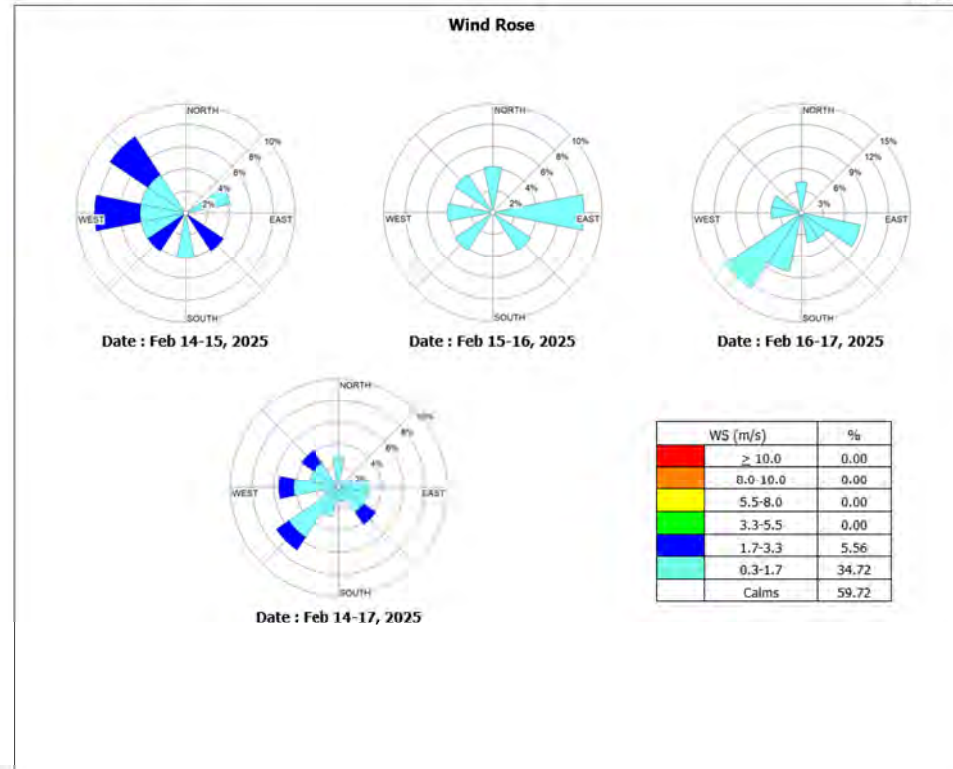 Wind Rose
NORTH
10%
8%
6%
4%
2%
WEST
EAST
SOUTH
Date : Feb 14-15, 2025
NORTH
10%
8%
6%
4%
2%
WEST
EAST
SOUTH
Date : Feb 15-16, 2025
NORTH
15%
12%
9%
6%
3%
WEST
EAST
SOUTH
Date : Feb 16-17, 2025
NORTH
10%
8%
6%
4%
2%
WEST
EAST
SOUTH
Date : Feb 14-17, 2025
WS (m/s) %
≥ 10.0 0.00
8.0-10.0 0.00
5.5-8.0 0.00
3.3-5.5 0.00
1.7-3.3 5.56
0.3-1.7 34.72
Calms 59.72